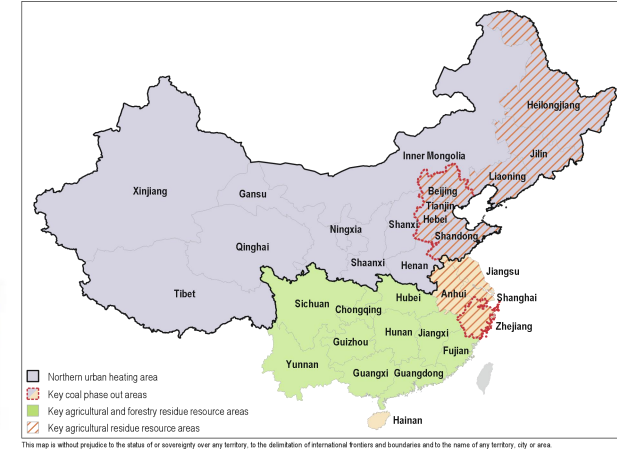 Heilongjiang
Jilin
Inner Mongolia
Liaoning
Beijing
Xinjiang
Gansu
Tianjin
Hebei
Shanxi
Ningxia
Shandong
Qinghai
Shaanxi
Henan
Jiangsu
Tibet
Anhui
Shanghai
Hubei
Sichuan
Chongqing
Zhejiang
Hunan
Jiangxi
Guizhou
Fujian
Yunnan
Guangxi
Guangdong
Hainan
Northern urban heating area
Key coal phase out areas
Key agricultural and forestry residue resource areas
Key agricultural residue resource areas
This map is without prejudice to the status of or sovereignty over any territory, to the delimitation of international frontiers and boundaries and to the name of any territory, city or area.